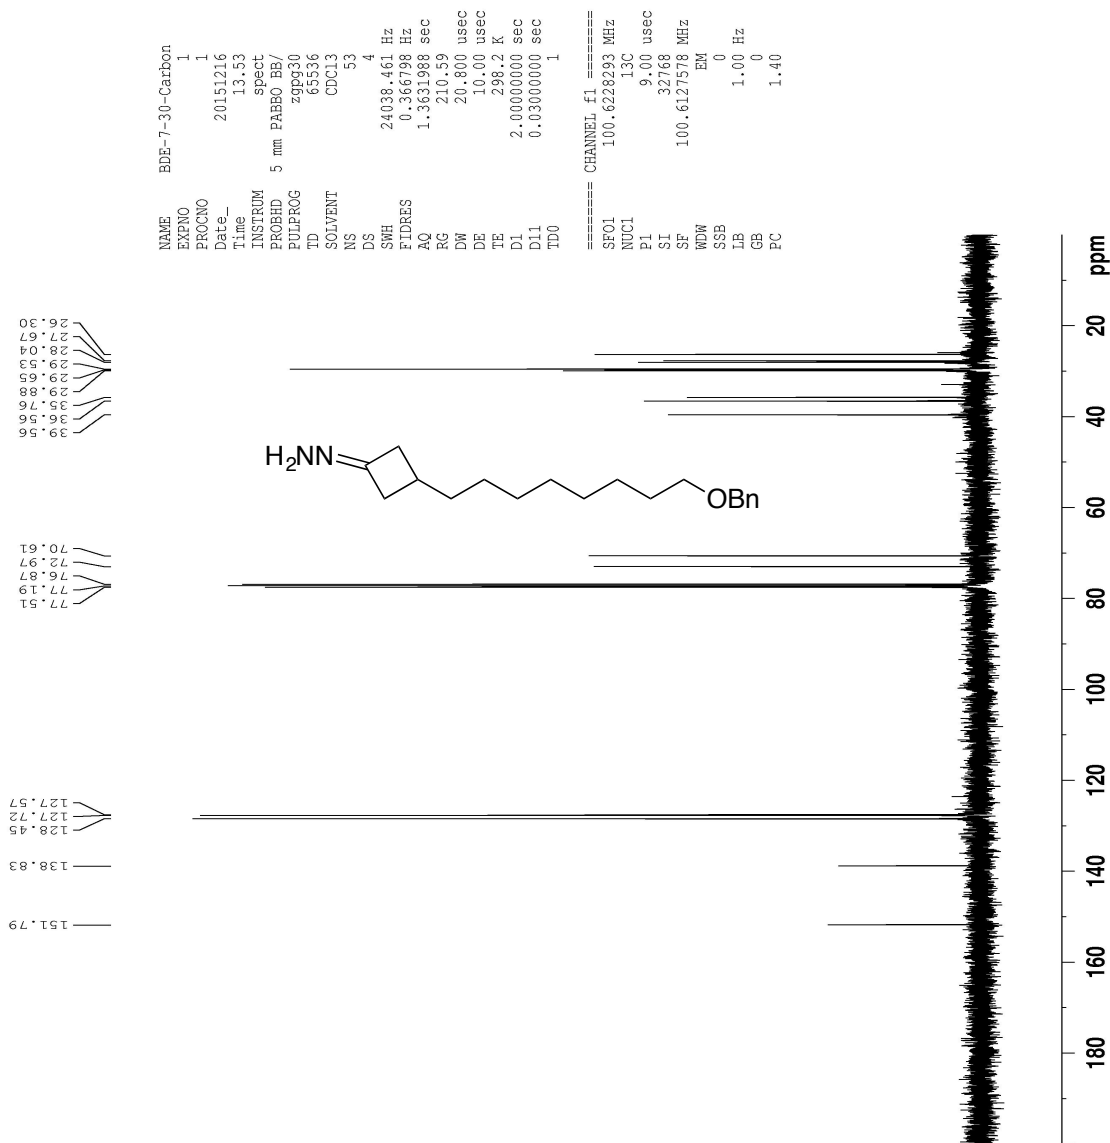 NAME BDE-7-30-Carbon
EXPNO 1
PROCNO 1
Date_ 20151216
Time 13.53
INSTRUM spect
PROBHD 5 mm PABBO BB/
PULPROG zgpg30
TD 65536
SOLVENT CDCl3
NS 53
DS 4
SWH 24038.461 Hz
FIDRES 0.366798 Hz
AQ 1.3631988 sec
RG 210.59
DW 20.800 usec
DE 10.00 usec
TE 298.2 K
D1 2.00000000 sec
D11 0.03000000 sec
TD0 1
======== CHANNEL f1 ========
SFO1 100.6228293 MHz
NUC1 13C
P1 9.00 usec
SI 32768
SF 100.6127578 MHz
WDW EM
SSB 0
LB 1.00 Hz
GB 0
PC 1.40
26.30
27.67
28.04
29.53
29.65
29.88
35.76
36.56
39.56
70.61
72.97
76.87
77.19
77.51
127.57
127.72
128.45
138.83
151.79
H2NN
OBn
ppm
20
40
60
80
100
120
140
160
180